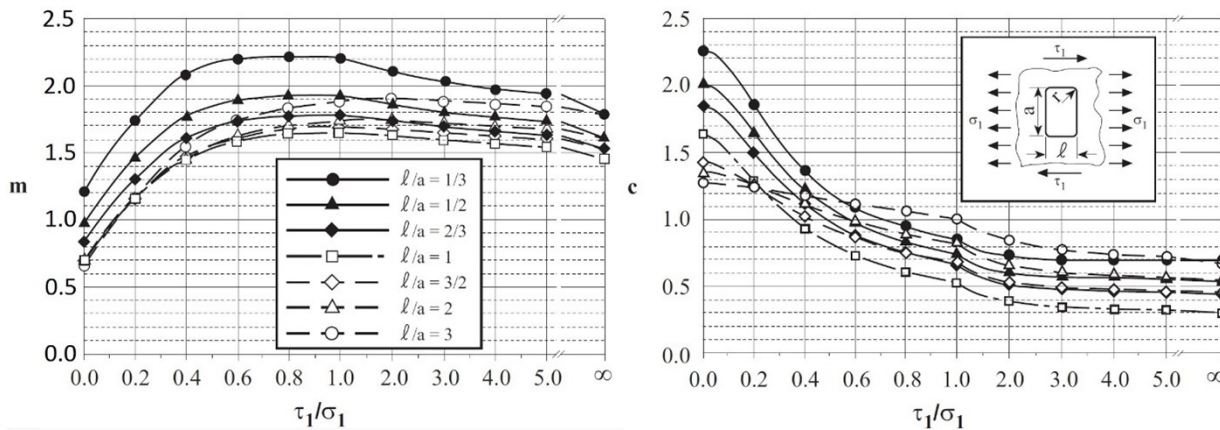 2.5
2.0
1.5
m
1.0
0.5
0.0
0.0 0.2 0.4 0.6 0.8 1.0 2.0 3.0 4.0 5.0 ∞
τ₁/σ₁
ℓ/a = 1/3
ℓ/a = 1/2
ℓ/a = 2/3
ℓ/a = 1
ℓ/a = 3/2
ℓ/a = 2
ℓ/a = 3
2.5
2.0
1.5
c
1.0
0.5
0.0
0.0 0.2 0.4 0.6 0.8 1.0 2.0 3.0 4.0 5.0 ∞
τ₁/σ₁
τ₁
r
a
σ₁ σ₁
ℓ
τ₁